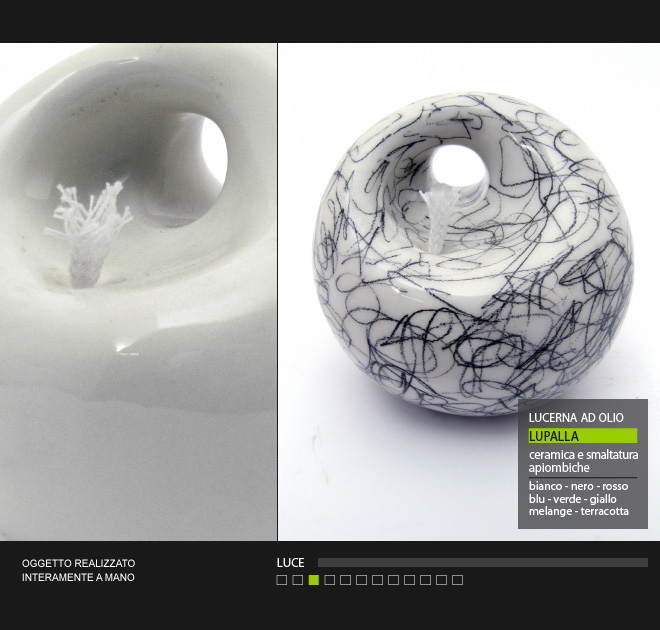 LUCERNA AD OLIO
LUPALLA
ceramica e smaltatura
apiombiche
bianco - nero - rosso
blu - verde - giallo
melange - terracotta
OGGETTO REALIZZATO
INTERAMENTE A MANO
LUCE